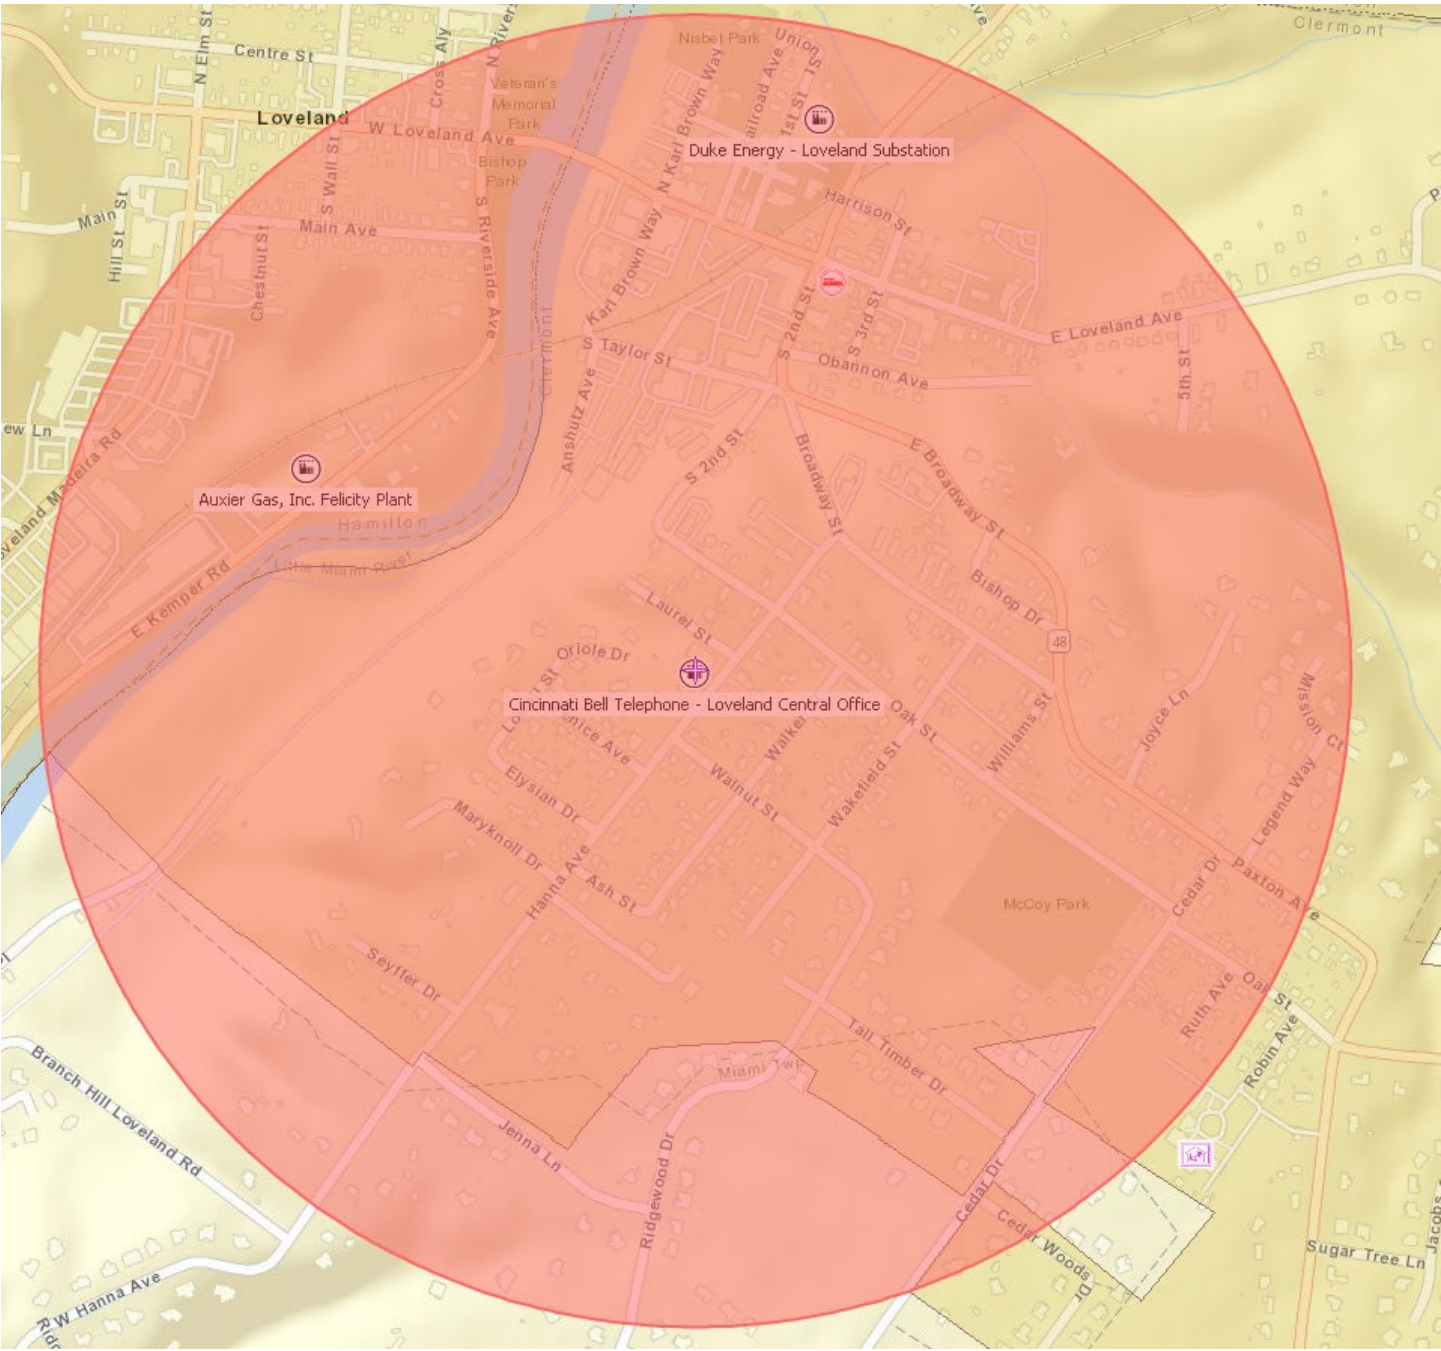 Clermont
N Elm St
Centre St
Cross Aly
Nisbet Park
Union
St
Veteran's
Memorial
Park
Loveland
W Loveland Ave
N Karl Brown Way
1st St
Duke Energy - Loveland Substation
Bishop
Park
S Wall St
Main St
Hill St
Main Ave
Chestnut St
S Riverside Ave
Harrison St
Karl Brown Way
Clermont
S 2nd St
S 3rd St
E Loveland Ave
S Taylor St
Obannon Ave
5th St
Anshutz Ave
ew Ln
S 2nd St
Broadway St
E Broadway St
Auxier Gas, Inc. Felicity Plant
Hamilton
Little Miami River
E Kemper Rd
Bishop Dr
Laurel St
48
Oriole Dr
Cincinnati Bell Telephone - Loveland Central Office
Oak St
Joyce Ln
Mission Ct
Williams St
Wakefield St
Walnut St
Elysian Dr
Maryknoll Dr
Legend Way
Hanna Ave
Ash St
McCoy Park
Cedar Dr
Paxton Ave
Seyffer Dr
Oak St
Ruth Ave
Robin Ave
Tall Timber Dr
Branch Hill Loveland Rd
Miami Twp
Jenna Ln
Ridgewood Dr
Cedar Dr
Cedar Woods
Dr
Sugar Tree Ln
W Hanna Ave